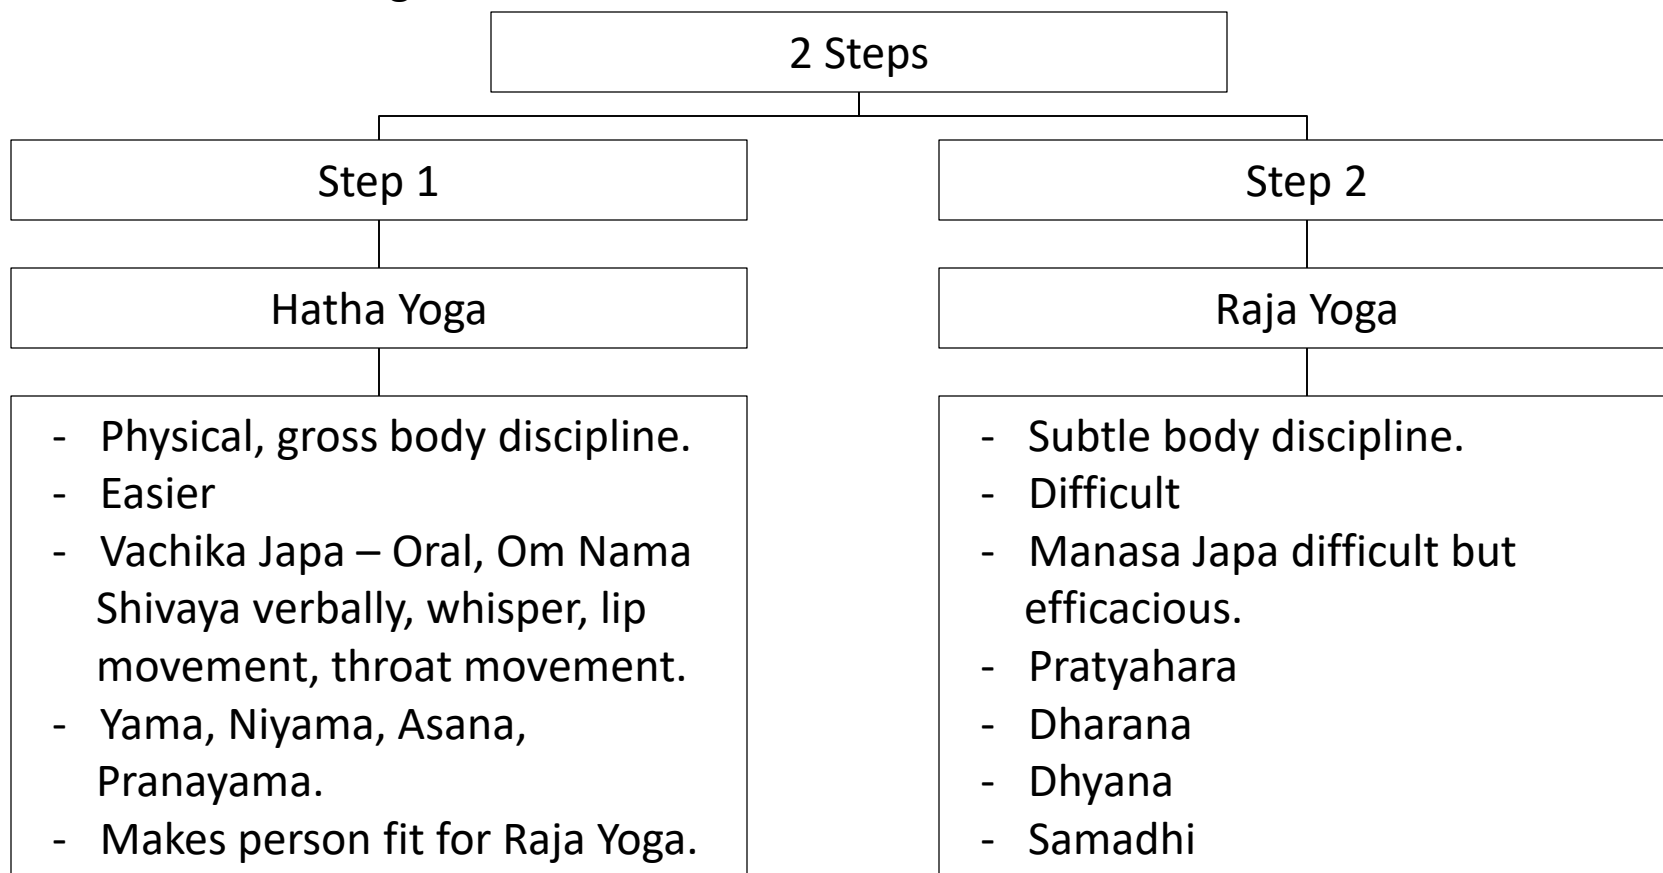 2 Steps
Step 1
Step 2
Hatha Yoga
Raja Yoga
- Physical, gross body discipline.
- Easier
- Vachika Japa – Oral, Om Nama
Shivaya verbally, whisper, lip
movement, throat movement.
- Yama, Niyama, Asana,
Pranayama.
- Makes person fit for Raja Yoga.
- Subtle body discipline.
- Difficult
- Manasa Japa difficult but
efficacious.
- Pratyahara
- Dharana
- Dhyana
- Samadhi